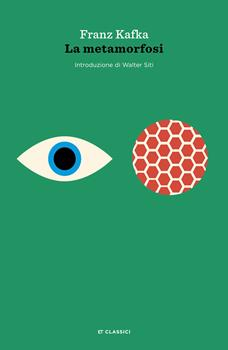 Franz Kafka
La metamorfosi
Introduzione di Walter Siti
ET CLASSICI